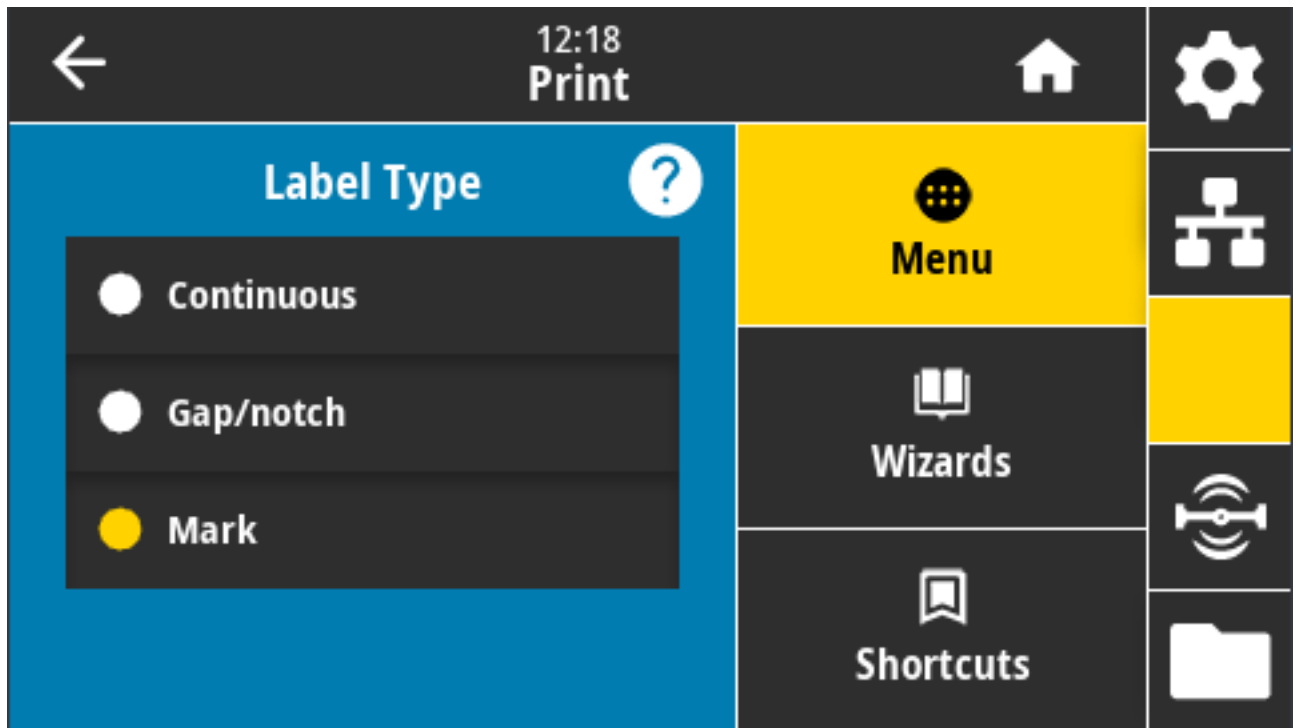 12:18
Print
Label Type
?
Continuous
Gap/notch
Mark
Menu
Wizards
Shortcuts